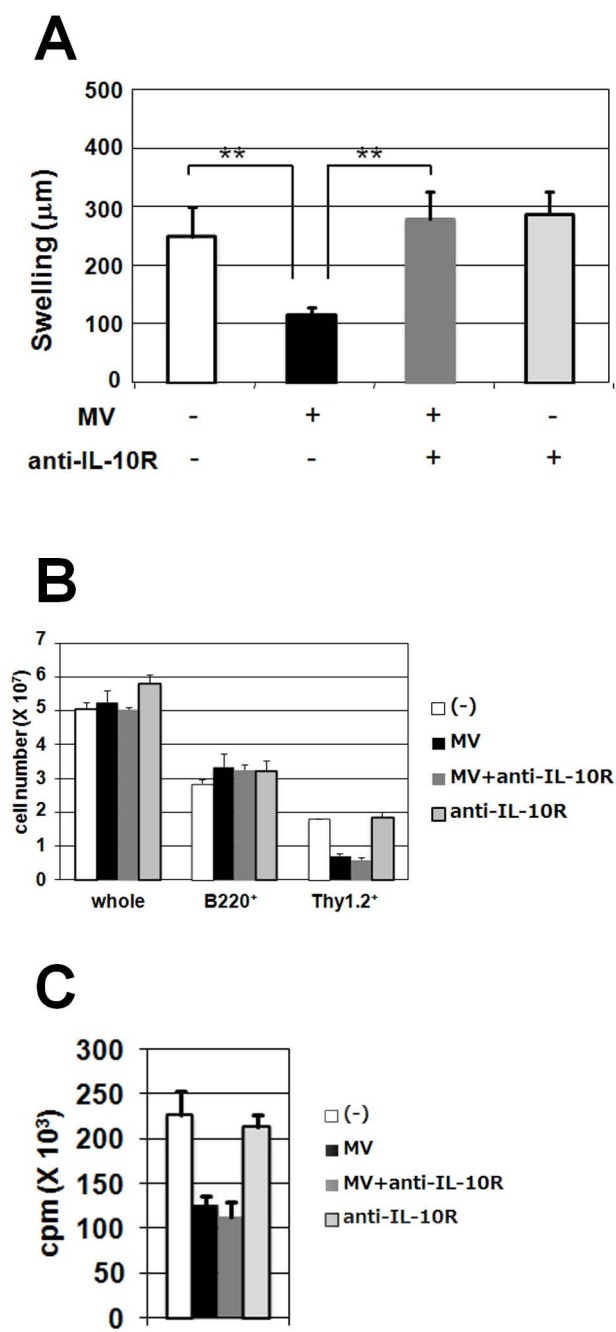 A
500
400
300
200
100
0
Swelling (μm)
** **
MV - + + -
anti-IL-10R - - + +
B
7
6
5
4
3
2
1
0
cell number (X 10⁷)
whole B220⁺ Thy1.2⁺
(-)
MV
MV+anti-IL-10R
anti-IL-10R
C
300
250
200
150
100
50
0
cpm (X 10³)
(-)
MV
MV+anti-IL-10R
anti-IL-10R